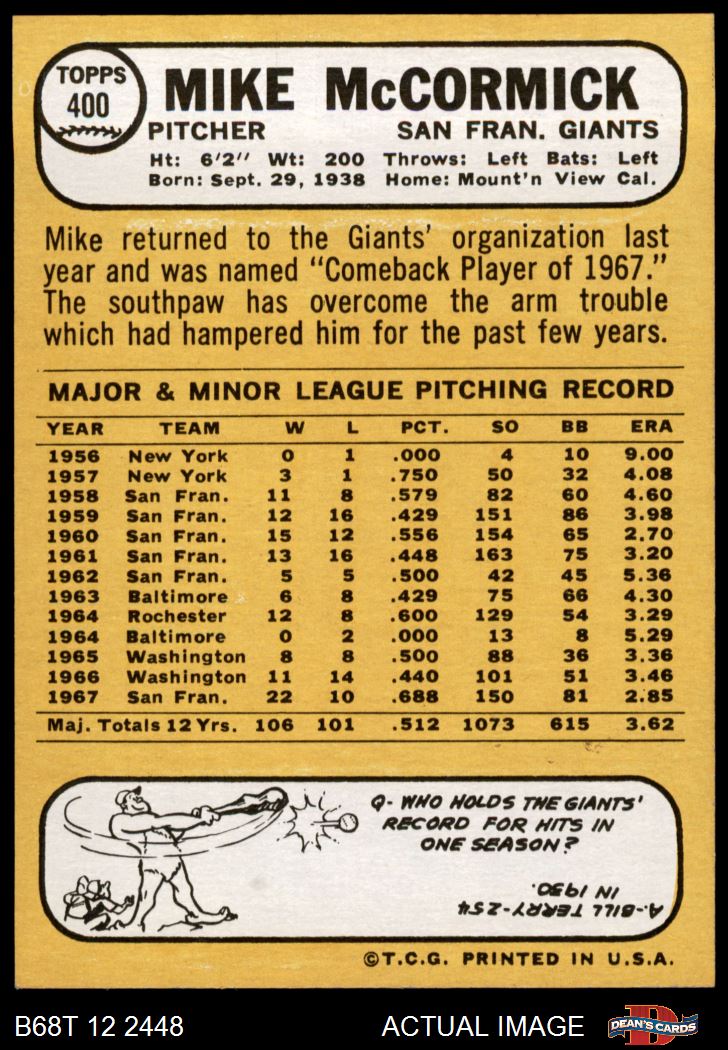 TOPPS
400
MIKE McCORMICK
PITCHER SAN FRAN. GIANTS
Ht: 6'2" Wt: 200 Throws: Left Bats: Left
Born: Sept. 29, 1938 Home: Mount'n View Cal.
Mike returned to the Giants' organization last
year and was named "Comeback Player of 1967."
The southpaw has overcome the arm trouble
which had hampered him for the past few years.
MAJOR & MINOR LEAGUE PITCHING RECORD
YEAR TEAM W L PCT. SO BB ERA
1956 New York 0 1 .000 4 10 9.00
1957 New York 3 1 .750 50 32 4.08
1958 San Fran. 11 8 .579 82 60 4.60
1959 San Fran. 12 16 .429 151 86 3.98
1960 San Fran. 15 12 .556 154 65 2.70
1961 San Fran. 13 16 .448 163 75 3.20
1962 San Fran. 5 5 .500 42 45 5.36
1963 Baltimore 6 8 .429 75 66 4.30
1964 Rochester 12 8 .600 129 54 3.29
1964 Baltimore 0 2 .000 13 8 5.29
1965 Washington 8 8 .500 88 36 3.36
1966 Washington 11 14 .440 101 51 3.46
1967 San Fran. 22 10 .688 150 81 2.85
Maj. Totals 12 Yrs. 106 101 .512 1073 615 3.62
Q- WHO HOLDS THE GIANTS'
RECORD FOR HITS IN
ONE SEASON?
A-BILL TERRY-254
IN 1930.
©T.C.G. PRINTED IN U.S.A.
B68T 12 2448 ACTUAL IMAGE DEAN'S CARDS